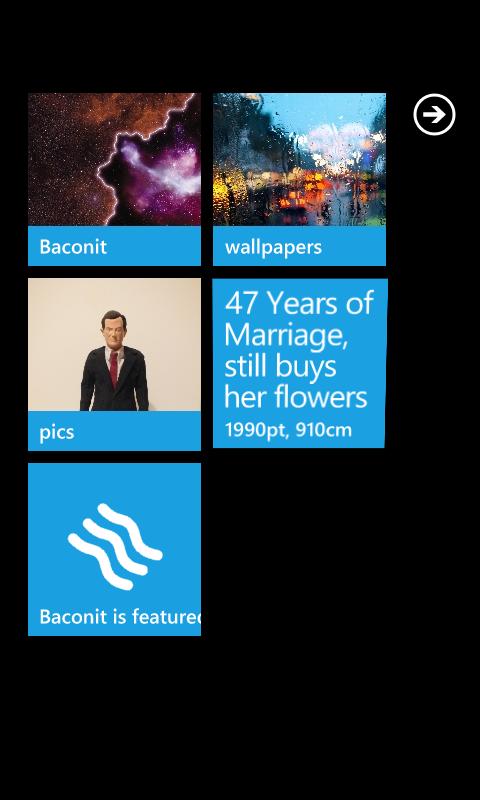 Baconit
wallpapers
pics
47 Years of
Marriage,
still buys
her flowers
1990pt, 910cm
Baconit is featured